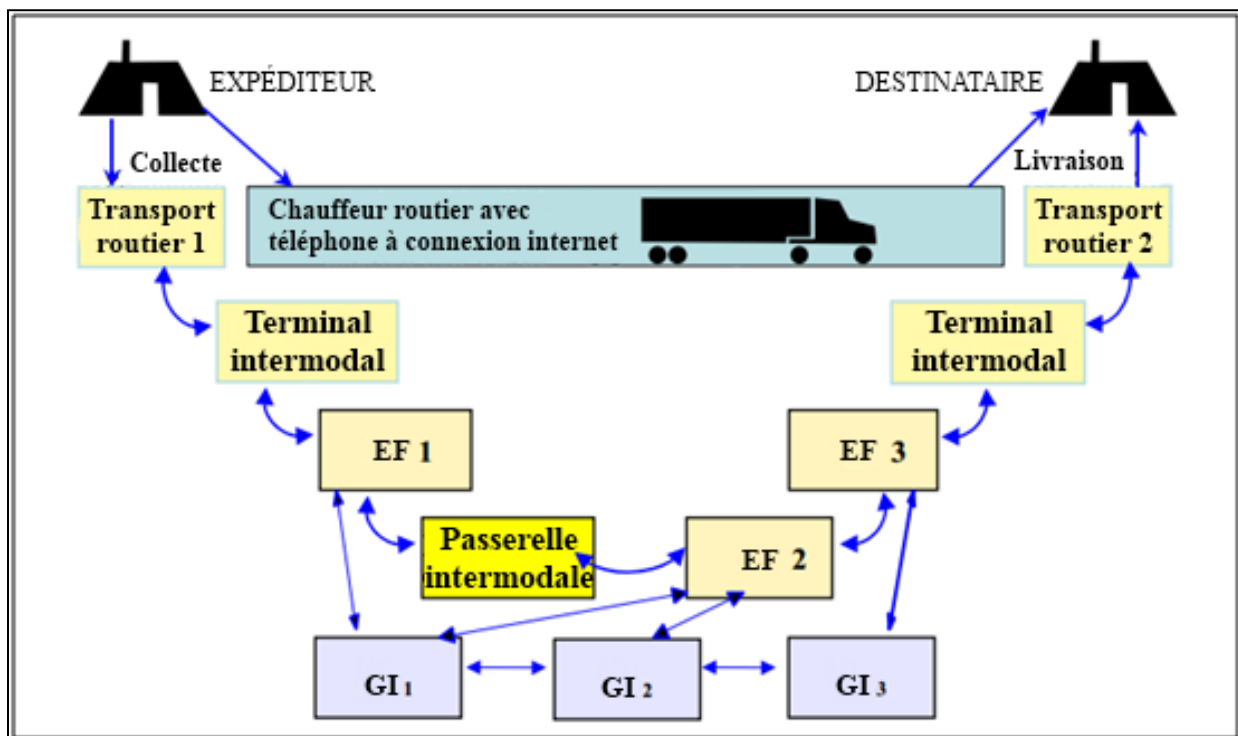 EXPÉDITEUR
DESTINATAIRE
Collecte
Livraison
Transport
routier 1
Chauffeur routier avec
téléphone à connexion internet
Transport
routier 2
Terminal
intermodal
Terminal
intermodal
EF 1
EF 3
Passerelle
intermodale
EF 2
GI 1
GI 2
GI 3